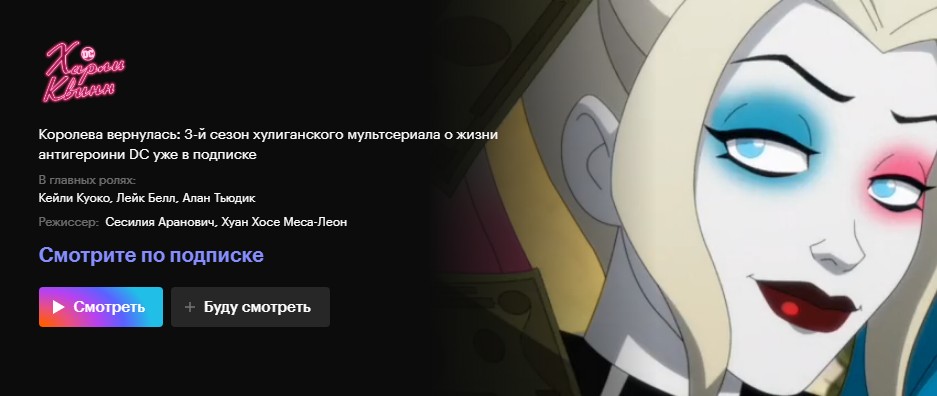 DC
Харли
Квинн
Королева вернулась: 3-й сезон хулиганского мультсериала о жизни
антигероини DC уже в подписке
В главных ролях:
Кейли Куоко, Лейк Белл, Алан Тьюдик
Режиссер: Сесилия Аранович, Хуан Хосе Меса-Леон
Смотрите по подписке
Смотреть
+ Буду смотреть